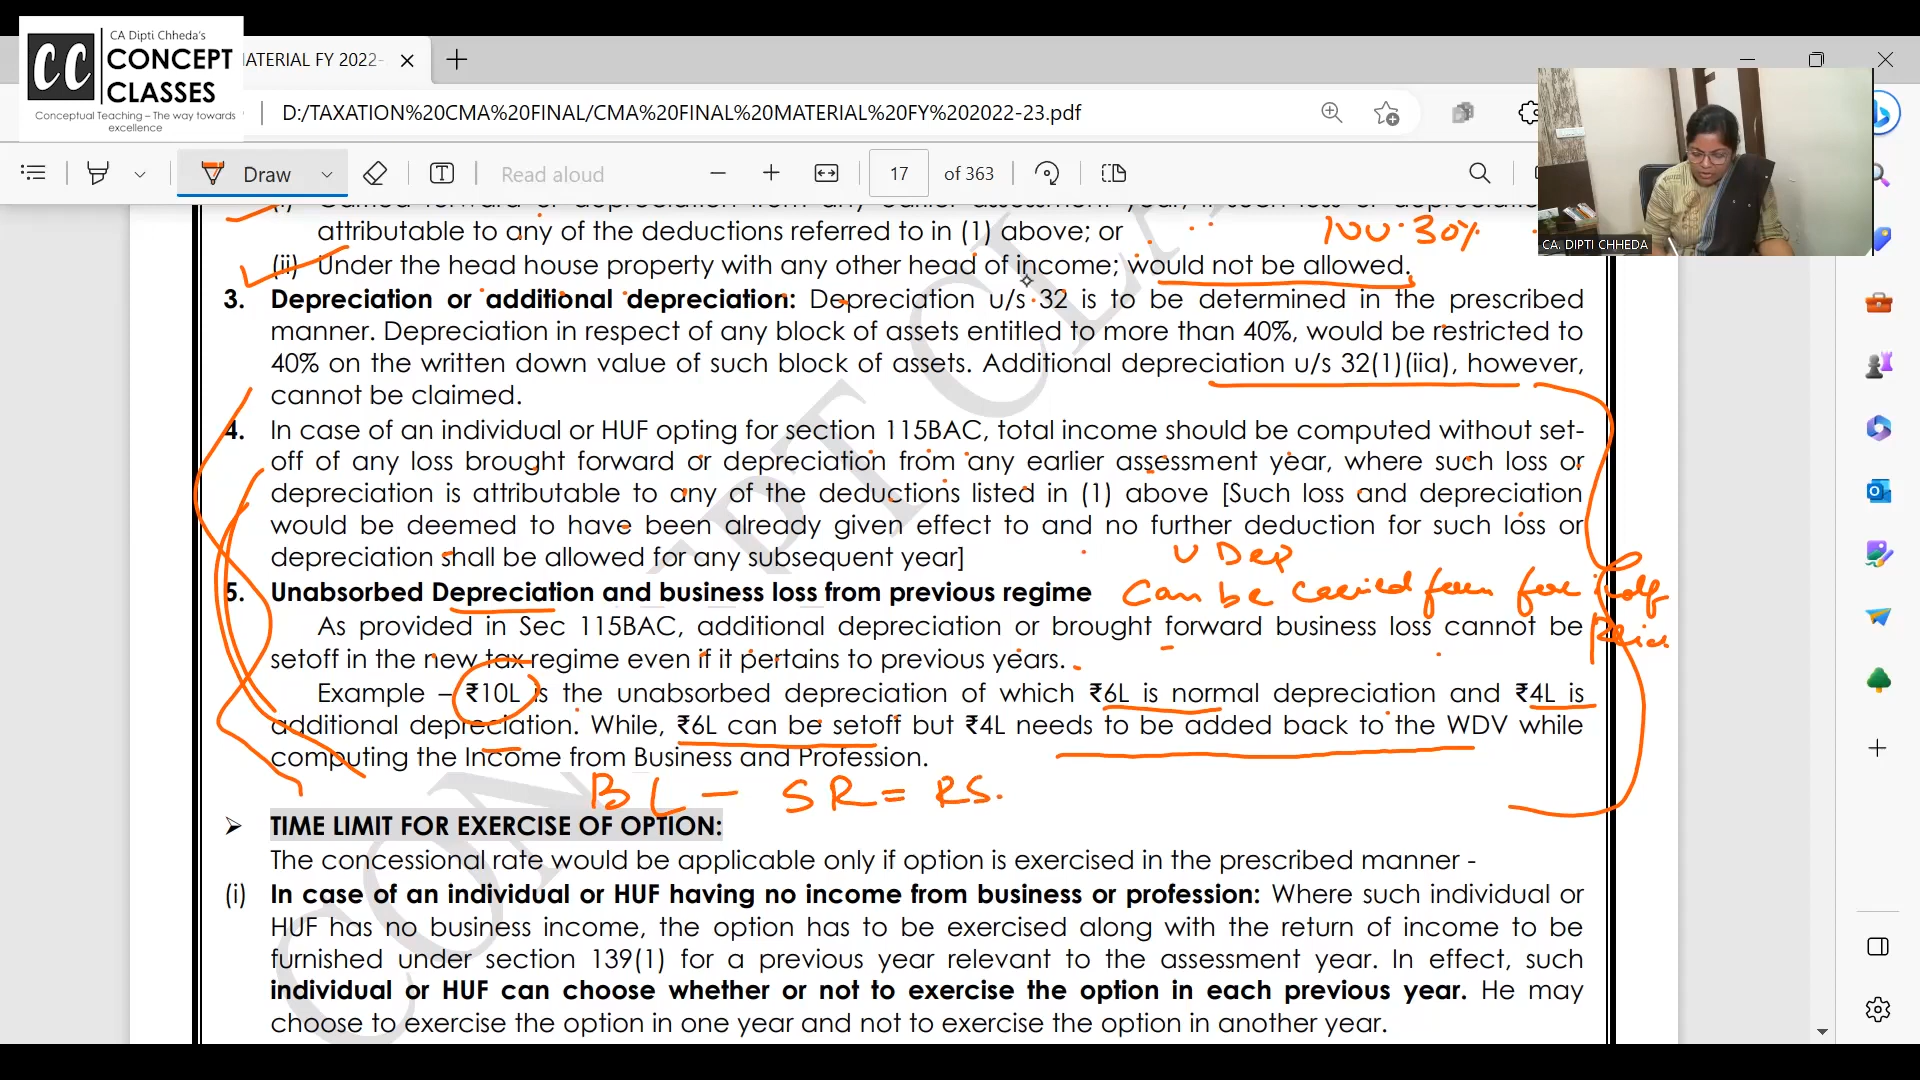 CA Dipti Chheda's
CC CONCEPT
CLASSES
Conceptual Teaching – The way towards
excellence
ATERIAL FY 2022-
D:/TAXATION%20CMA%20FINAL/CMA%20FINAL%20MATERIAL%20FY%202022-23.pdf
Draw
Read aloud
17 of 363
CA. DIPTI CHHEDA
attributable to any of the deductions referred to in (1) above; or
100. 30%
(ii) Under the head house property with any other head of income; would not be allowed.
3. Depreciation or additional depreciation: Depreciation u/s 32 is to be determined in the prescribed
manner. Depreciation in respect of any block of assets entitled to more than 40%, would be restricted to
40% on the written down value of such block of assets. Additional depreciation u/s 32(1)(iia), however,
cannot be claimed.
4. In case of an individual or HUF opting for section 115BAC, total income should be computed without set-
off of any loss brought forward or depreciation from any earlier assessment year, where such loss or
depreciation is attributable to any of the deductions listed in (1) above [Such loss and depreciation
would be deemed to have been already given effect to and no further deduction for such loss or
depreciation shall be allowed for any subsequent year]
U Dep
5. Unabsorbed Depreciation and business loss from previous regime
Can be carried
As provided in Sec 115BAC, additional depreciation or brought forward business loss cannot be
setoff in the new tax regime even if it pertains to previous years.
Example – ₹10L is the unabsorbed depreciation of which ₹6L is normal depreciation and ₹4L is
additional depreciation. While, ₹6L can be setoff but ₹4L needs to be added back to the WDV while
computing the Income from Business and Profession.
BL - SR = RS.
➢ TIME LIMIT FOR EXERCISE OF OPTION:
The concessional rate would be applicable only if option is exercised in the prescribed manner -
(i) In case of an individual or HUF having no income from business or profession: Where such individual or
HUF has no business income, the option has to be exercised along with the return of income to be
furnished under section 139(1) for a previous year relevant to the assessment year. In effect, such
individual or HUF can choose whether or not to exercise the option in each previous year. He may
choose to exercise the option in one year and not to exercise the option in another year.